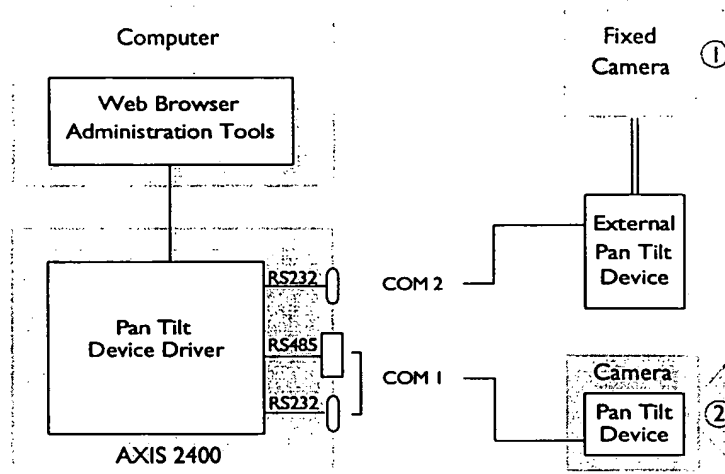 Computer
Web Browser
Administration Tools
Fixed
Camera
1
External
Pan Tilt
Device
RS232
COM 2
Pan Tilt
Device Driver
RS485
COM 1
RS232
Camera
Pan Tilt
Device
2
AXIS 2400